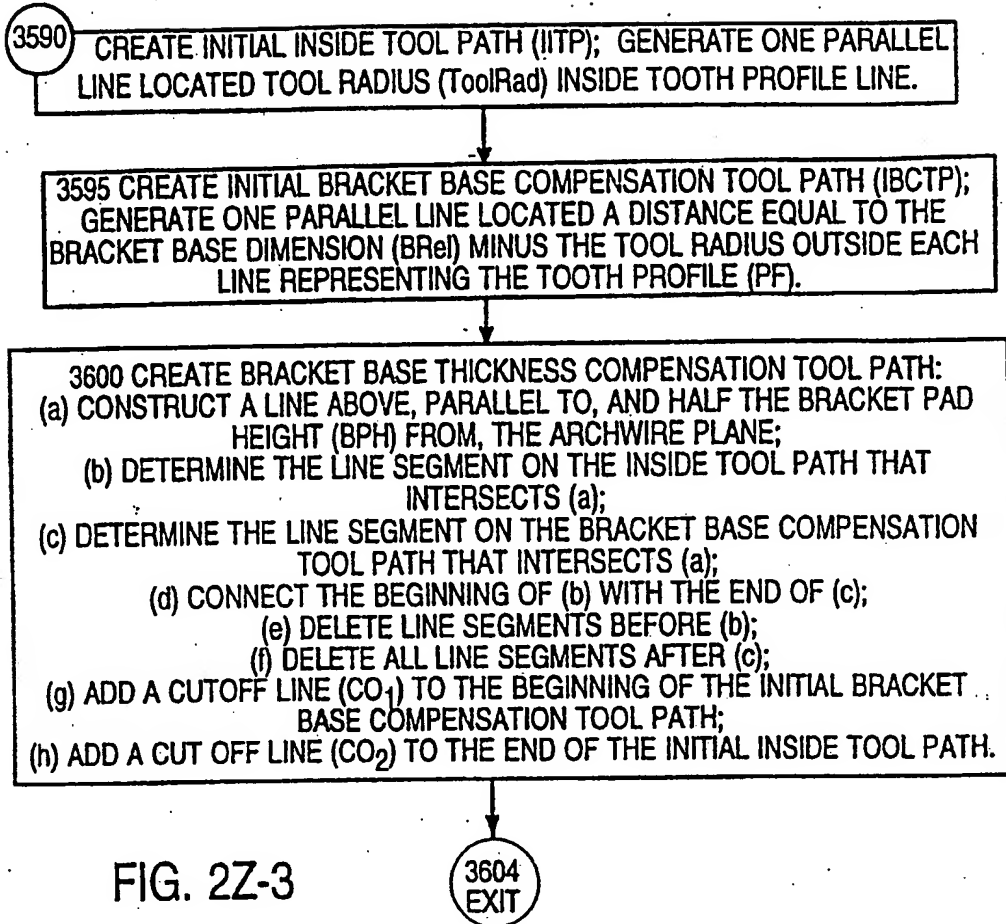 3590 CREATE INITIAL INSIDE TOOL PATH (IITP); GENERATE ONE PARALLEL
LINE LOCATED TOOL RADIUS (ToolRad) INSIDE TOOTH PROFILE LINE.
3595 CREATE INITIAL BRACKET BASE COMPENSATION TOOL PATH (IBCTP);
GENERATE ONE PARALLEL LINE LOCATED A DISTANCE EQUAL TO THE
BRACKET BASE DIMENSION (BRel) MINUS THE TOOL RADIUS OUTSIDE EACH
LINE REPRESENTING THE TOOTH PROFILE (PF).
3600 CREATE BRACKET BASE THICKNESS COMPENSATION TOOL PATH:
(a) CONSTRUCT A LINE ABOVE, PARALLEL TO, AND HALF THE BRACKET PAD
HEIGHT (BPH) FROM, THE ARCHWIRE PLANE;
(b) DETERMINE THE LINE SEGMENT ON THE INSIDE TOOL PATH THAT
INTERSECTS (a);
(c) DETERMINE THE LINE SEGMENT ON THE BRACKET BASE COMPENSATION
TOOL PATH THAT INTERSECTS (a);
(d) CONNECT THE BEGINNING OF (b) WITH THE END OF (c);
(e) DELETE LINE SEGMENTS BEFORE (b);
(f) DELETE ALL LINE SEGMENTS AFTER (c);
(g) ADD A CUTOFF LINE (CO1) TO THE BEGINNING OF THE INITIAL BRACKET
BASE COMPENSATION TOOL PATH;
(h) ADD A CUT OFF LINE (CO2) TO THE END OF THE INITIAL INSIDE TOOL PATH.
3604
EXIT
FIG. 2Z-3